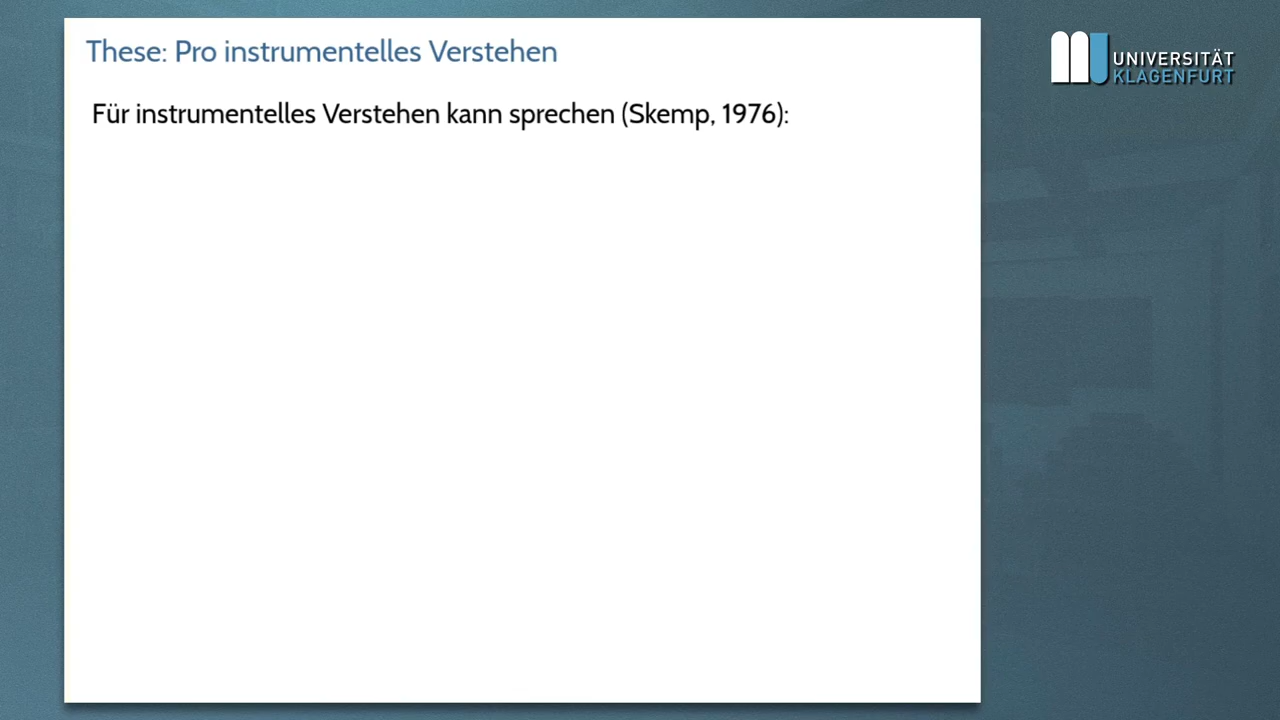 These: Pro instrumentelles Verstehen
Für instrumentelles Verstehen kann sprechen (Skemp, 1976):
UNIVERSITÄT
KLAGENFURT